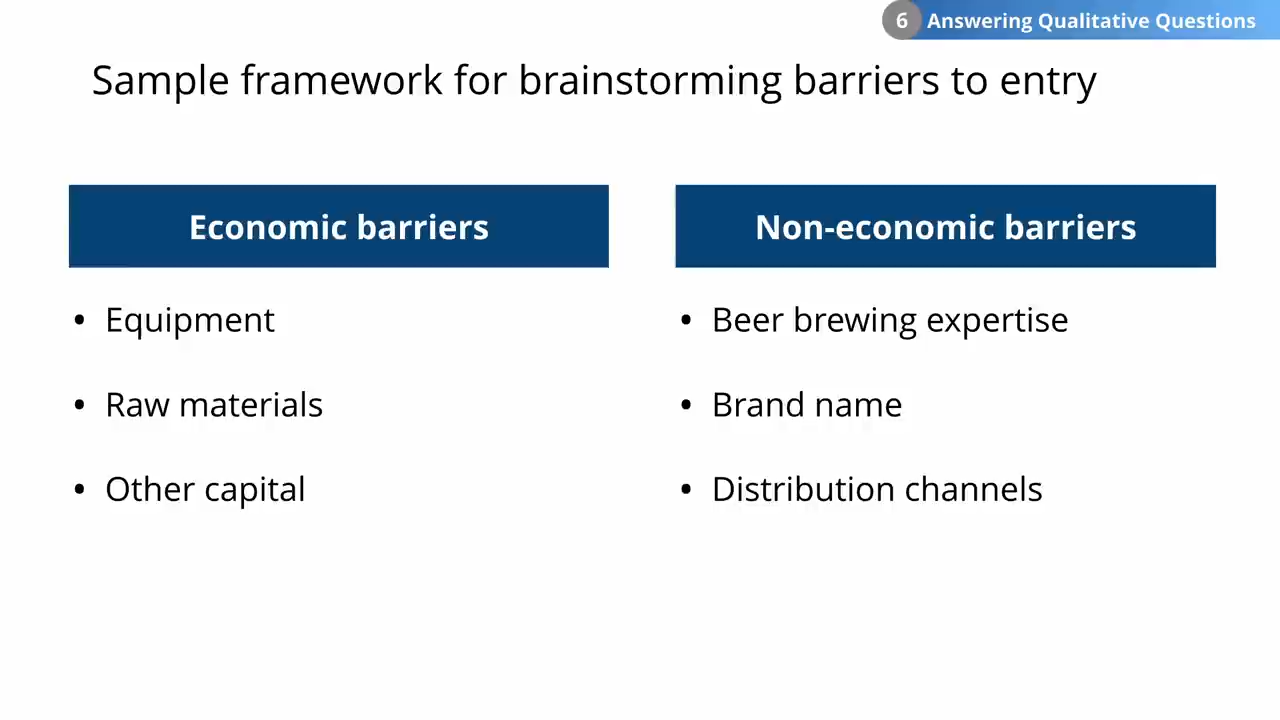 6 Answering Qualitative Questions
Sample framework for brainstorming barriers to entry
Economic barriers
• Equipment
• Raw materials
• Other capital
Non-economic barriers
• Beer brewing expertise
• Brand name
• Distribution channels